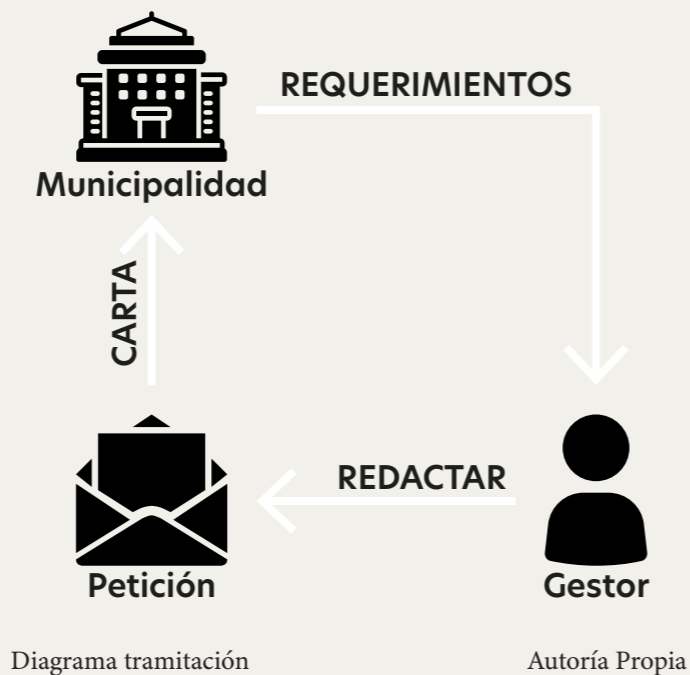 REQUERIMIENTOS
Municipalidad
CARTA
REDACTAR
Petición
Gestor
Diagrama tramitación
Autoría Propia